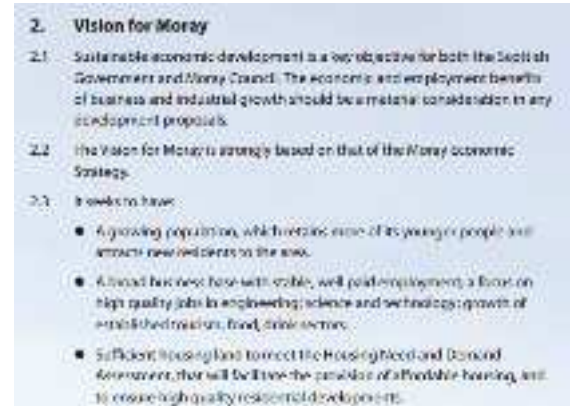 2. Vision for Moray
2.1 Sustainable economic development is a key objective for both the Scottish
Government and Moray Council. The economic and employment benefits
of business and industrial growth should be a material consideration in any
development proposals.
2.2 The Vision for Moray is strongly based on that of the Moray Economic
Strategy.
2.3 It seeks to have:
● A growing population, which retains more of its younger people and
attracts new residents to the area.
● A broad business base with stable, well paid employment; a focus on
high quality jobs in engineering; science and technology; growth of
established tourism, food, drink sectors.
● Sufficient housing land to meet the Housing Need and Demand
Assessment, that will facilitate the provision of affordable housing, and
to ensure high quality residential developments.